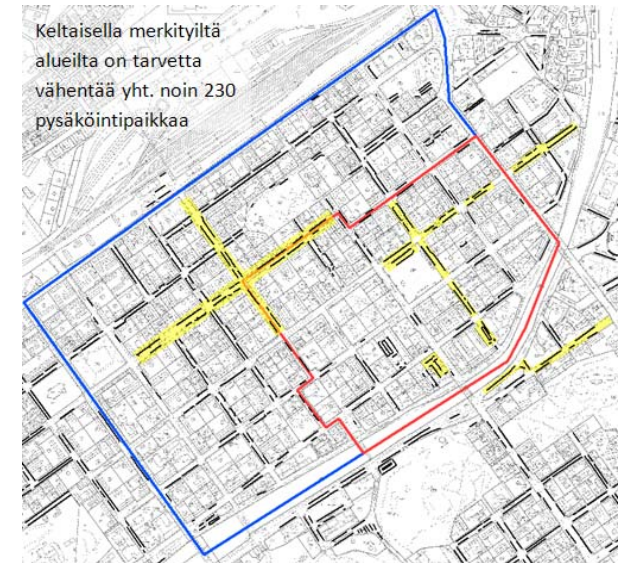 Keltaisella merkityiltä
alueilta on tarvetta
vähentää yht. noin 230
pysäköintipaikkaa